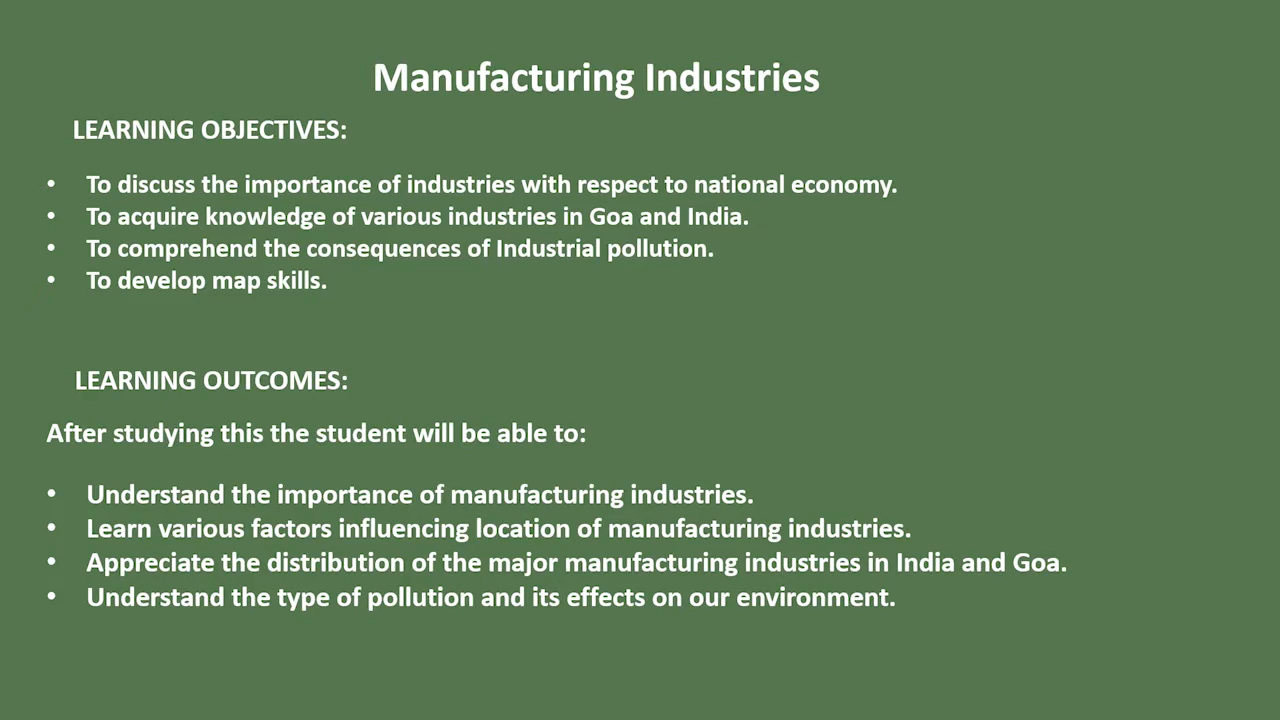 Manufacturing Industries
LEARNING OBJECTIVES:
• To discuss the importance of industries with respect to national economy.
• To acquire knowledge of various industries in Goa and India.
• To comprehend the consequences of Industrial pollution.
• To develop map skills.
LEARNING OUTCOMES:
After studying this the student will be able to:
• Understand the importance of manufacturing industries.
• Learn various factors influencing location of manufacturing industries.
• Appreciate the distribution of the major manufacturing industries in India and Goa.
• Understand the type of pollution and its effects on our environment.